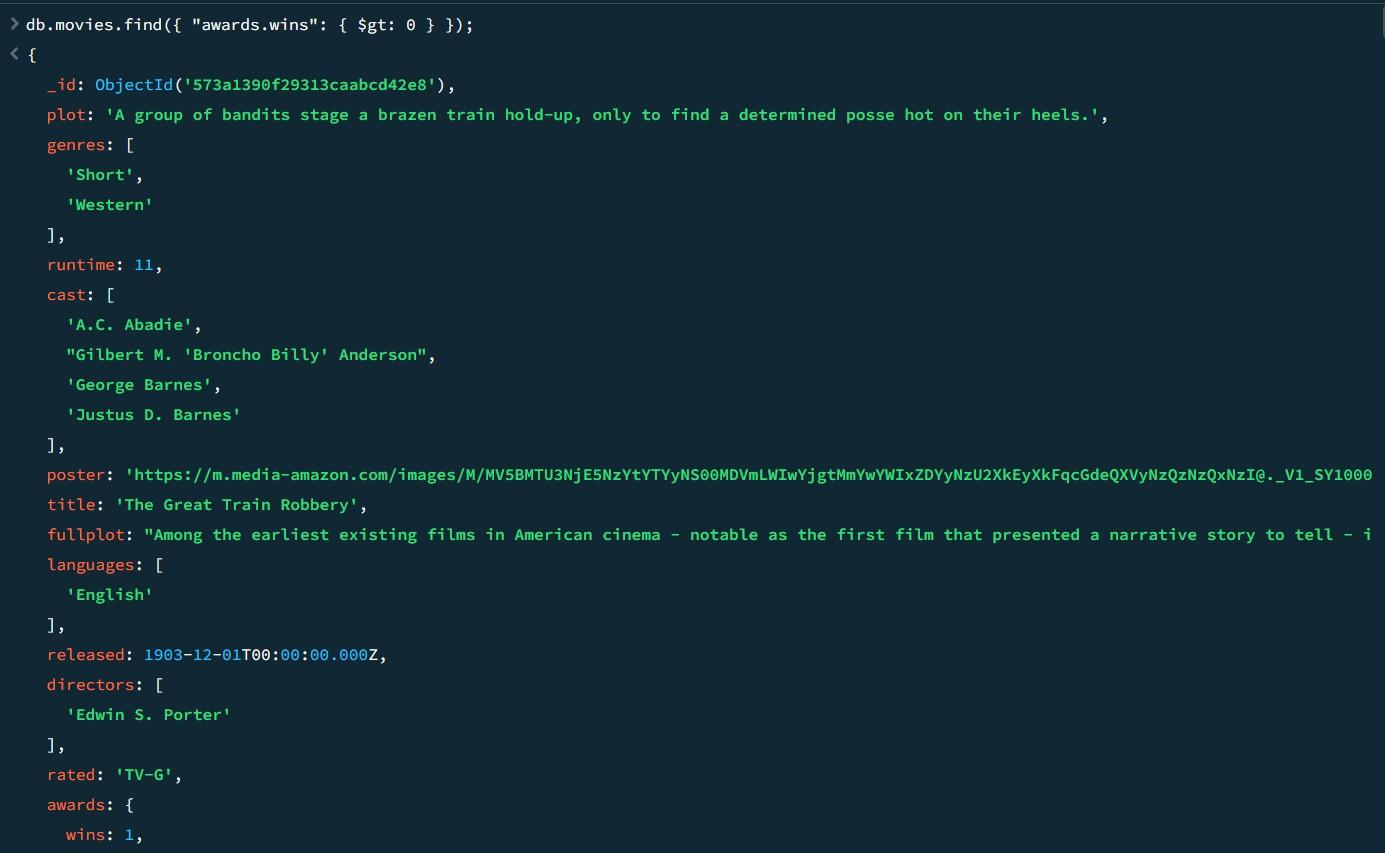 > db.movies.find({ "awards.wins": { $gt: 0 } });
< {
_id: ObjectId('573a1390f29313caabcd42e8'),
plot: 'A group of bandits stage a brazen train hold-up, only to find a determined posse hot on their heels.',
genres: [
'Short',
'Western'
],
runtime: 11,
cast: [
'A.C. Abadie',
"Gilbert M. 'Broncho Billy' Anderson",
'George Barnes',
'Justus D. Barnes'
],
poster: 'https://m.media-amazon.com/images/M/MV5BMTU3NjE5NzYtYTYyNS00MDVmLWIwYjgtMmYwYWIxZDYyNzU2XkEyXkFqcGdeQXVyNzQzNzQxNzI@._V1_SY1000
title: 'The Great Train Robbery',
fullplot: "Among the earliest existing films in American cinema - notable as the first film that presented a narrative story to tell - i
languages: [
'English'
],
released: 1903-12-01T00:00:00.000Z,
directors: [
'Edwin S. Porter'
],
rated: 'TV-G',
awards: {
wins: 1,